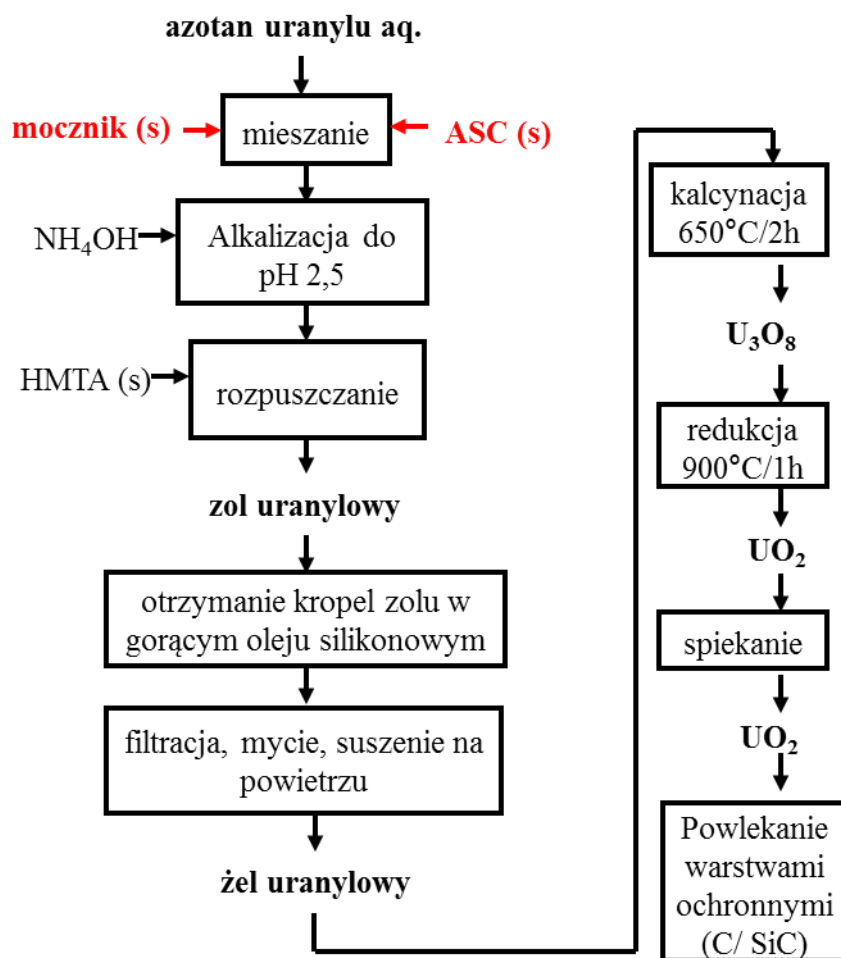 azotan uranylu aq.
mocznik (s)
mieszanie
ASC (s)
NH₄OH
Alkalizacja do
pH 2,5
HMTA (s)
rozpuszczanie
zol uranylowy
otrzymanie kropel zolu w
gorącym oleju silikonowym
filtracja, mycie, suszenie na
powietrzu
żel uranylowy
kalcynacja
650°C/2h
U₃O₈
redukcja
900°C/1h
UO₂
spiekanie
UO₂
Powlekanie
warstwami
ochronnymi
(C/ SiC)